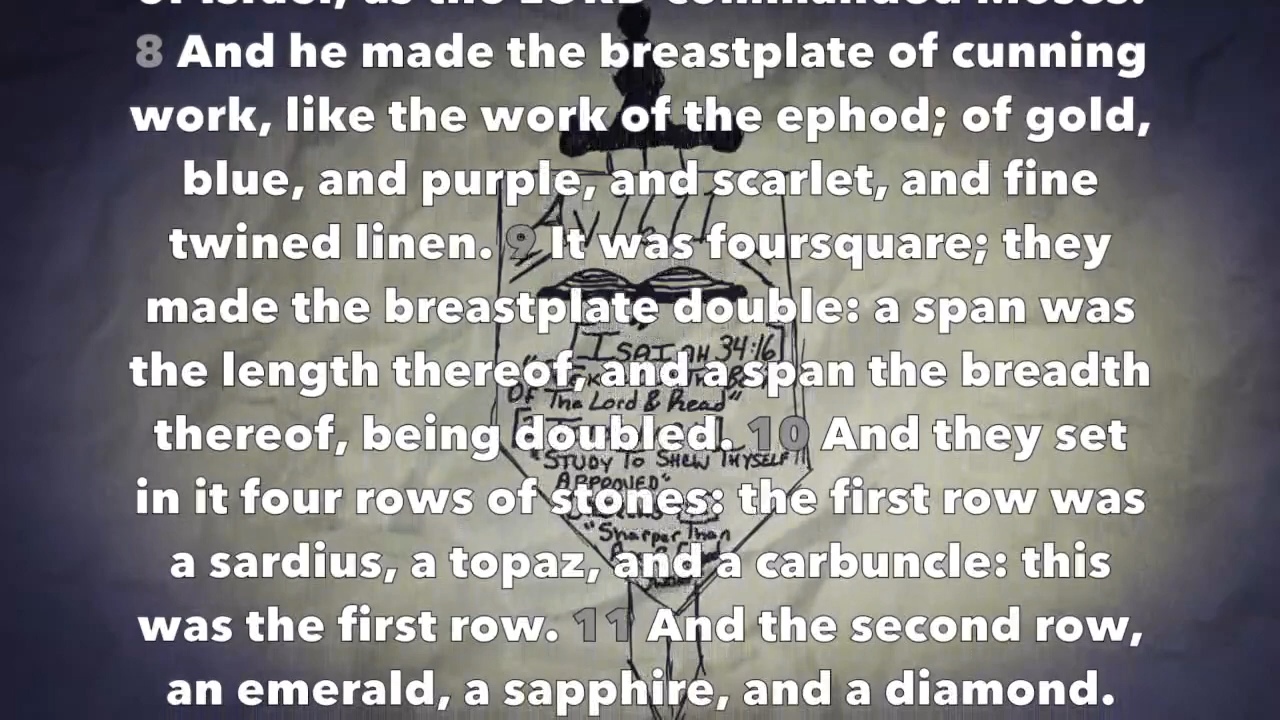 of Israel, as the LORD commanded Moses.
8 And he made the breastplate of cunning
work, like the work of the ephod; of gold,
blue, and purple, and scarlet, and fine
twined linen. 9 It was foursquare; they
made the breastplate double: a span was
the length thereof, and a span the breadth
thereof, being doubled. 10 And they set
in it four rows of stones: the first row was
a sardius, a topaz, and a carbuncle: this
was the first row. 11 And the second row,
an emerald, a sapphire, and a diamond.
AV1611
ISAIAH 34:16
Of The Lord & Read"
"STUDY TO SHEW THYSELF
APPROVED"
"Sharper Than